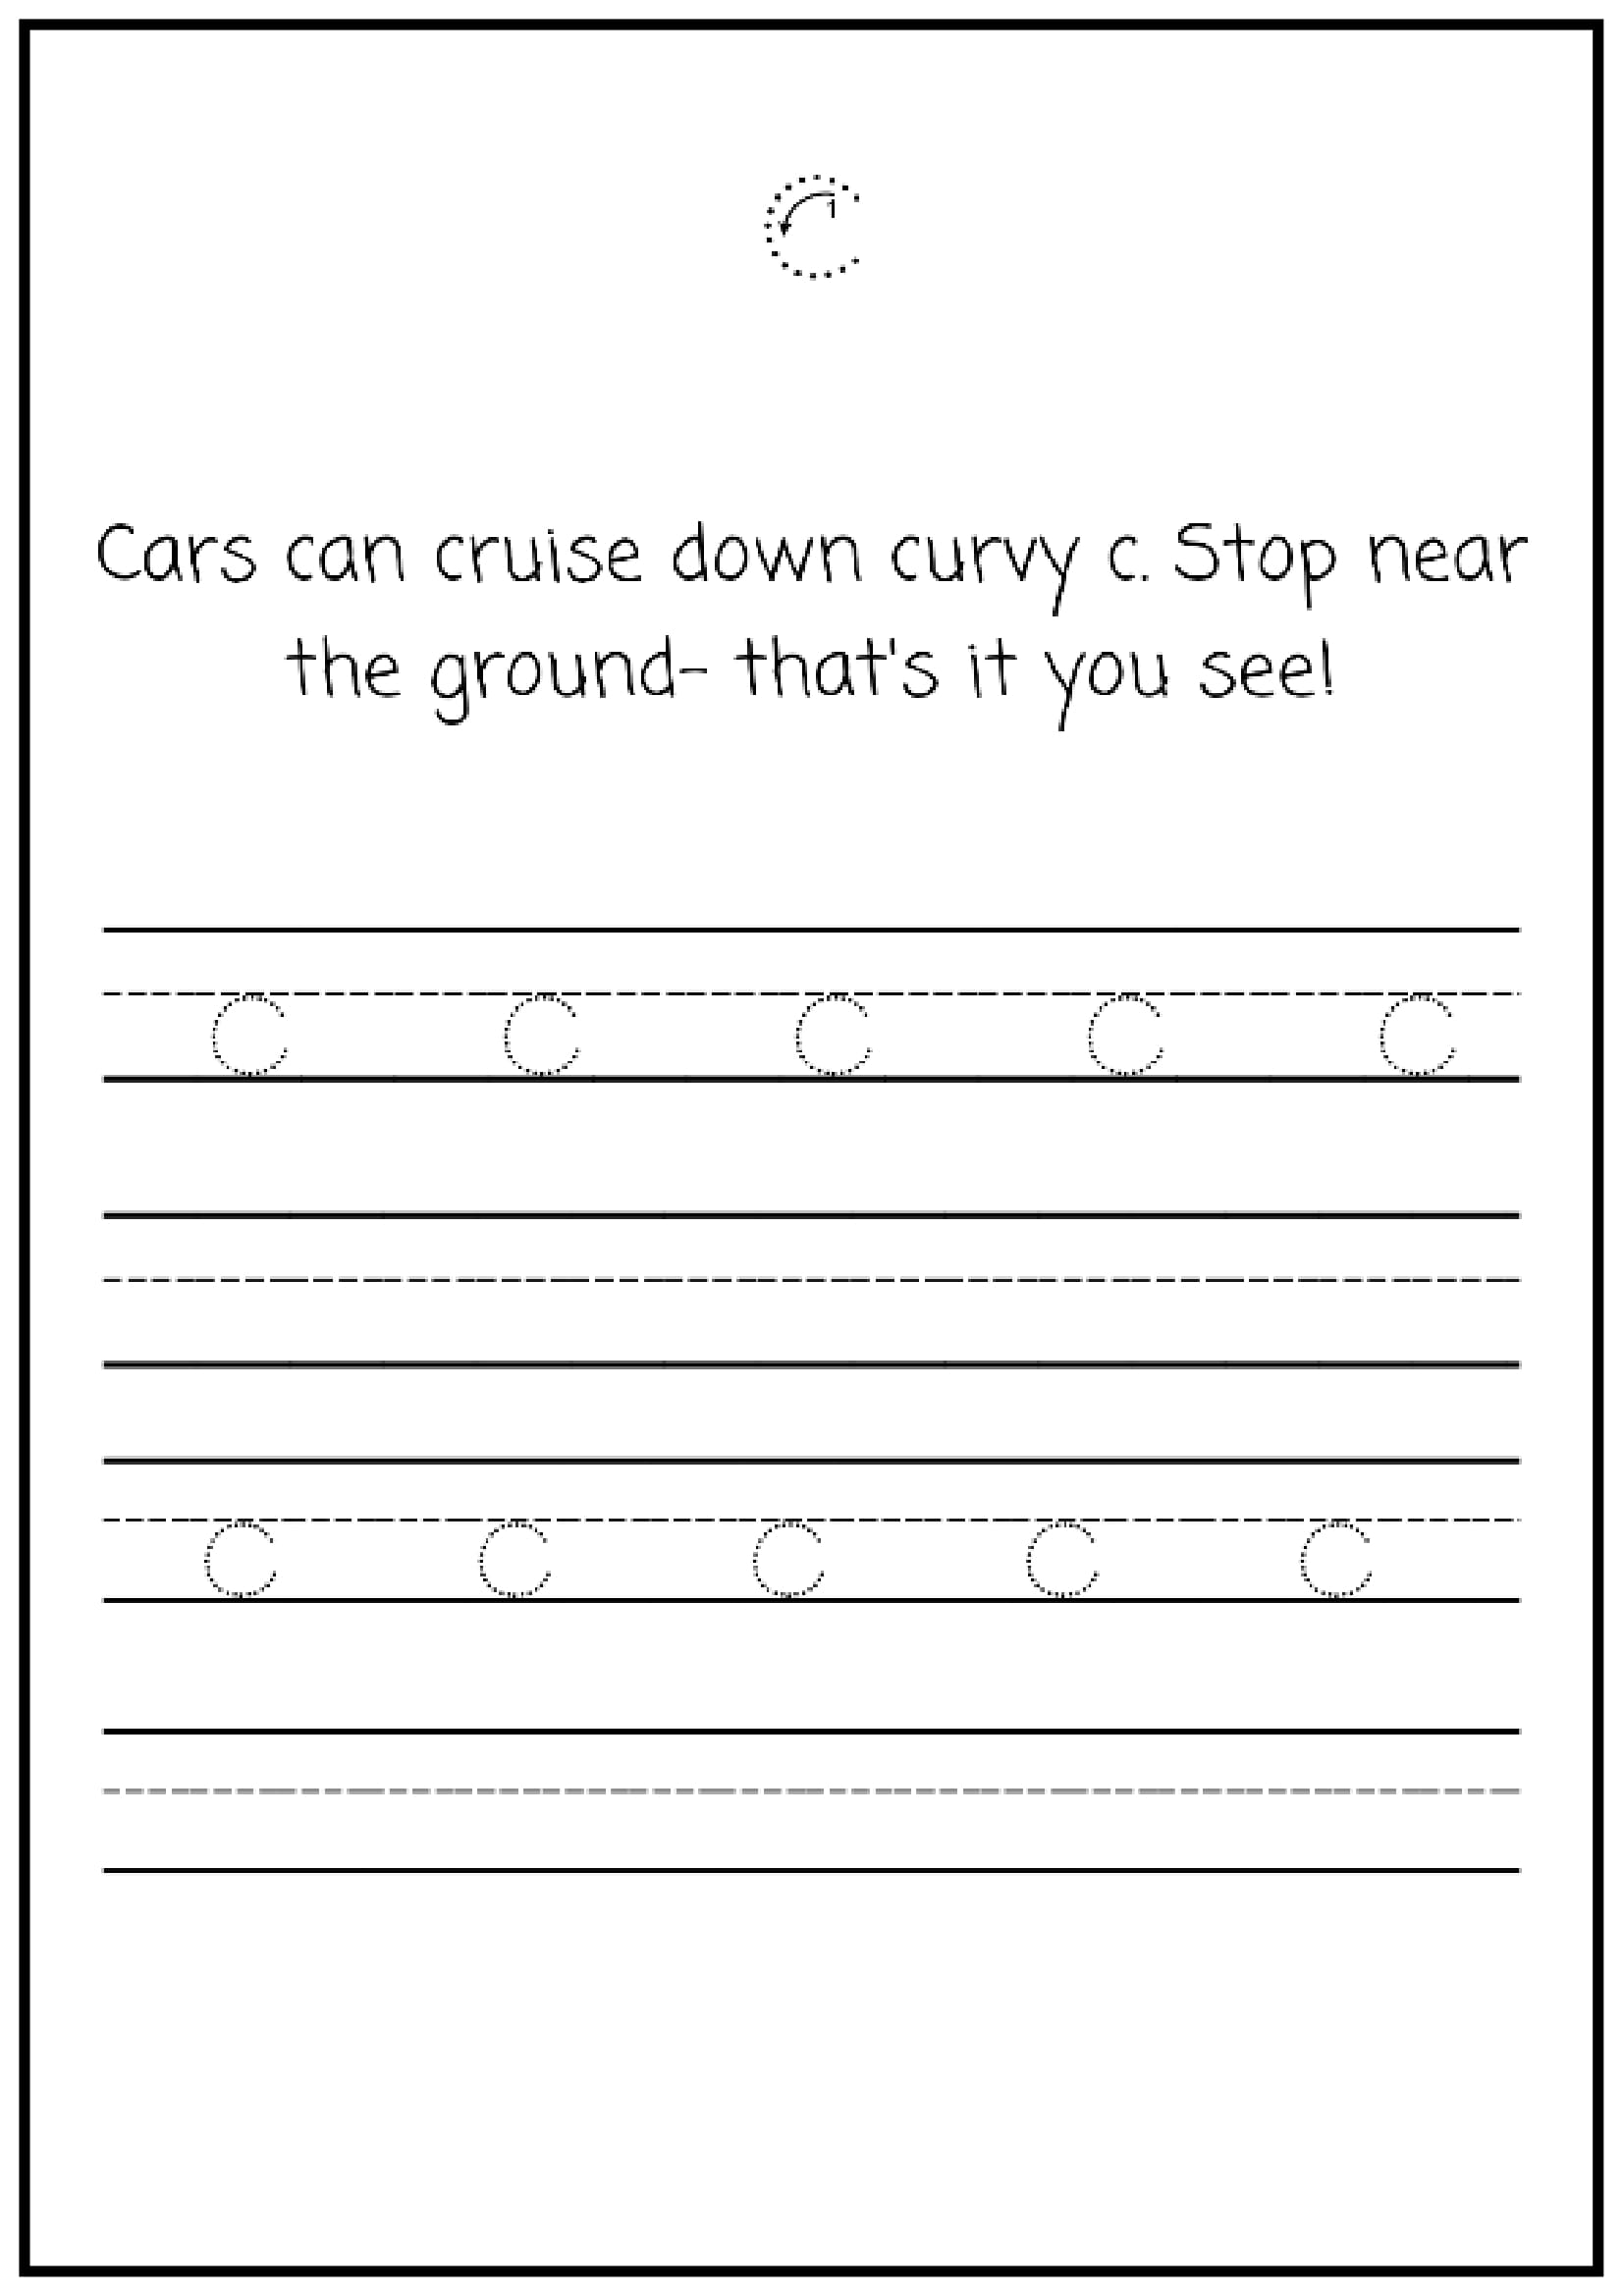 c
1
Cars can cruise down curvy c. Stop near
the ground- that's it you see!
c c c c c
c c c c c